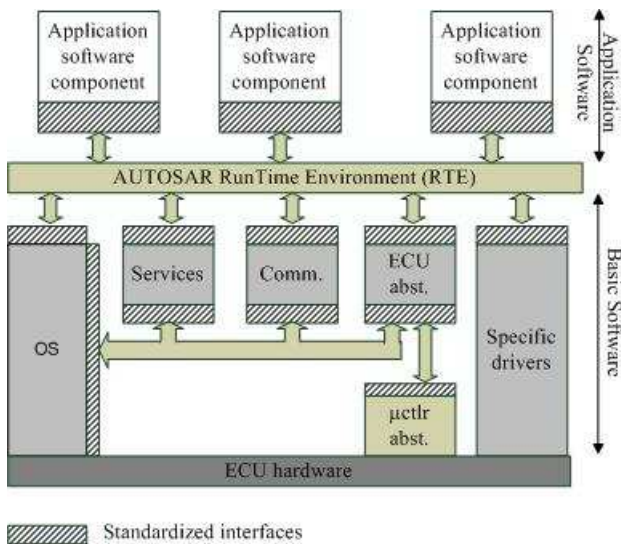 Application
software
component
Application
software
component
Application
software
component
Application
Software
AUTOSAR RunTime Environment (RTE)
OS
Services
Comm.
ECU
abst.
Specific
drivers
Basic Software
μctlr
abst.
ECU hardware
Standardized interfaces